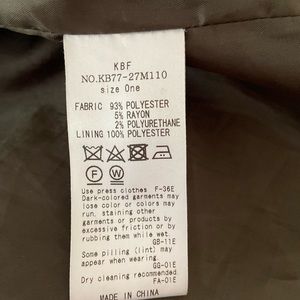 KBF
NO.KB77-27M110
size One
FABRIC 93% POLYESTER
5% RAYON
2% POLYURETHANE
LINING 100% POLYESTER
F W
Use press clothes F-36E
Dark-colored garments may
lose color or colors may
run, staining other
garments or products by
excessive friction or by
rubbing them while wet.
GB-11E
Some pilling (lint) may
appear when wearing.
GG-01E
Dry cleaning recommended.
FA-01E
MADE IN CHINA